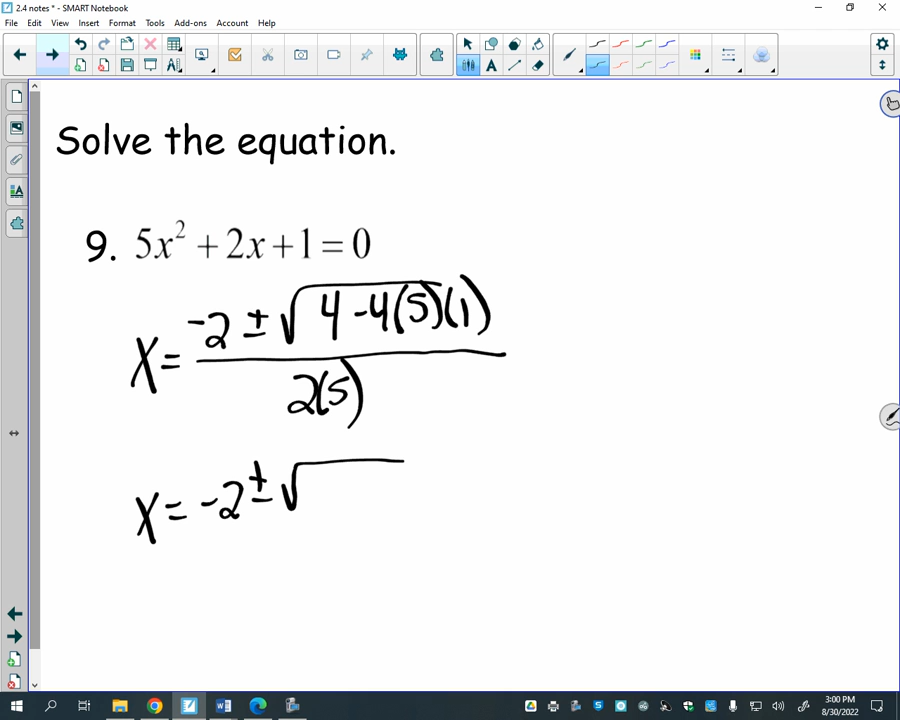 2.4 notes * - SMART Notebook
File Edit View Insert Format Tools Add-ons Account Help
Solve the equation.
9. 5x² + 2x + 1 = 0
x = (-2 ± √(4 - 4(5)(1))) / 2(5)
x = -2 ± √
3:00 PM
8/30/2022